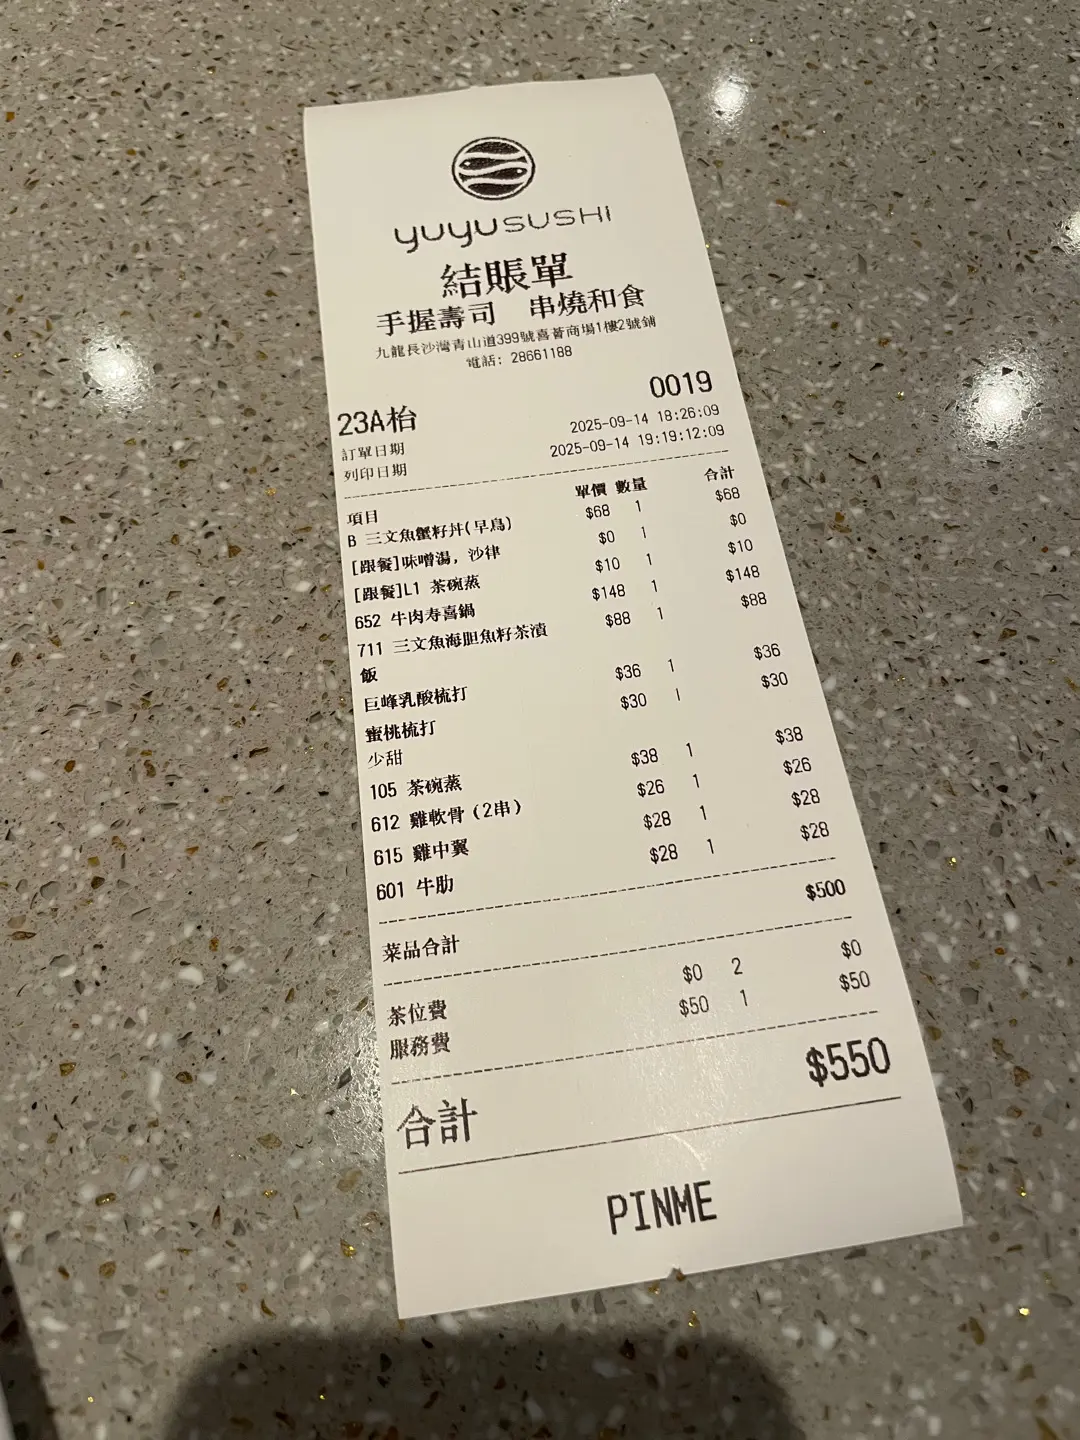 yuyuSUSHI
結賬單
手握壽司 串燒和食
九龍長沙灣青山道399號喜薈商場1樓2號鋪
電話: 28661188
0019
23A枱
訂單日期 2025-09-14 18:26:09
列印日期 2025-09-14 19:19:12:09
項目 單價 數量 合計
B 三文魚蟹籽丼(早鳥) $68 1 $68
[跟餐]味噌湯, 沙律 $0 1 $0
[跟餐]L1 茶碗蒸 $10 1 $10
652 牛肉寿喜鍋 $148 1 $148
711 三文魚海胆魚籽茶漬 $88 1 $88
飯
巨峰乳酸梳打 $36 1 $36
蜜桃梳打 $30 1 $30
少甜
105 茶碗蒸 $38 1 $38
612 雞軟骨 (2串) $26 1 $26
615 雞中翼 $28 1 $28
601 牛肋 $28 1 $28
菜品合計 $500
茶位費 $0 2 $0
服務費 $50 1 $50
合計 $550
PINME